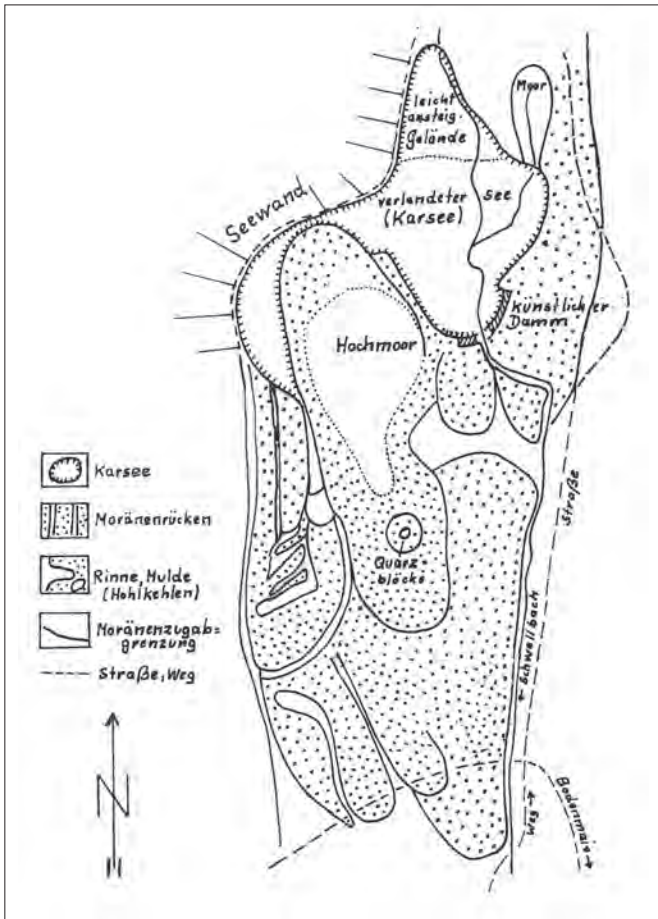 Moor
leicht
ansteig-
Gelände
Seewand
verlandeter See
(Karsee)
künstlicher
Damm
Hochmoor
Karsee
Moränenrücken
Rinne, Mulde
(Hohlkehlen)
Moränenzugab=
grenzung
Straße, Weg
Quarz
blöcke
Straße
← Schwellbach
Weg →
Bodenmais →
N